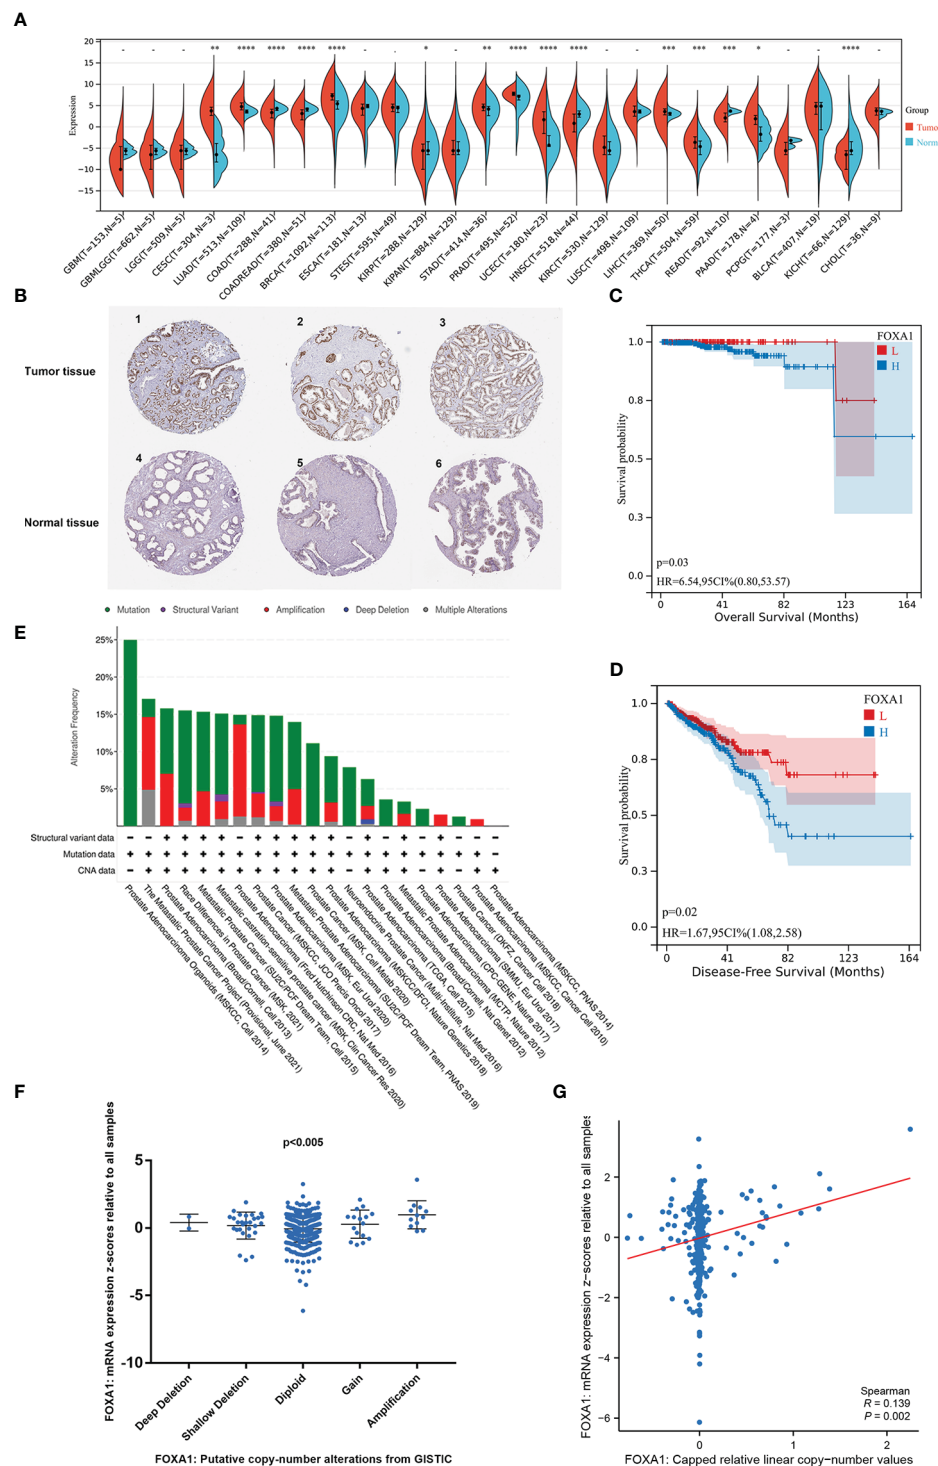 A
Expression
20
15
10
5
0
−5
−10
−15
-
-
-
**
****
****
****
****
-
-
*
-
**
****
****
****
-
-
***
***
***
*
-
-
****
-
Group
Tumo
Norm
GBM(T=153,N=5)
GBMLGG(T=662,N=5)
LGG(T=509,N=5)
CESC(T=304,N=3)
LUAD(T=513,N=109)
COAD(T=288,N=41)
COADREAD(T=380,N=51)
BRCA(T=1092,N=113)
ESCA(T=181,N=13)
STES(T=595,N=49)
KIRP(T=288,N=129)
KIPAN(T=884,N=129)
STAD(T=414,N=36)
PRAD(T=495,N=52)
UCEC(T=180,N=23)
HNSC(T=518,N=44)
KIRC(T=530,N=129)
LUSC(T=498,N=109)
LIHC(T=369,N=50)
THCA(T=504,N=59)
READ(T=92,N=10)
PAAD(T=178,N=4)
PCPG(T=177,N=3)
BLCA(T=407,N=19)
KICH(T=66,N=129)
CHOL(T=36,N=9)
B
1
2
3
Tumor tissue
4
5
6
Normal tissue
C
FOXA1
L
H
Survival probability
1.0
0.8
0.5
0.3
0.0
p=0.03
HR=6.54,95CI%(0.80,53.57)
0
41
82
123
164
Overall Survival (Months)
Mutation
Structural Variant
Amplification
Deep Deletion
Multiple Alterations
E
Alteration Frequency
25%
20%
15%
10%
5%
Structural variant data
Mutation data
CNA data
Prostate Adenocarcinoma Organoids (MSKCC, Cell 2014)
The Metastatic Prostate Cancer Project (Provisional, June 2021)
Prostate Adenocarcinoma (Broad/Cornell, Cell 2013)
Race Differences in Prostate Cancer (MSK, 2021)
Metastatic Prostate Cancer (SU2C/PCF Dream Team, Cell 2015)
Metastatic castration-sensitive prostate cancer (MSK, Clin Cancer Res 2020)
Prostate Adenocarcinoma (Fred Hutchinson CRC, Nat Med 2016)
Prostate Cancer (MSKCC, JCO Precis Oncol 2017)
Prostate Adenocarcinoma (MSK, Eur Urol 2020)
Metastatic Prostate Adenocarcinoma (SU2C/PCF Dream Team, PNAS 2019)
Prostate Cancer (MSK, Cell Metab 2020)
Prostate Adenocarcinoma (MSKCC/DFCI, Nature Genetics 2018)
Neuroendocrine Prostate Cancer (Multi-Institute, Nat Med 2016)
Prostate Adenocarcinoma (TCGA, Cell 2015)
Prostate Adenocarcinoma (Broad/Cornell, Nat Genet 2012)
Metastatic Prostate Adenocarcinoma (MCTP, Nature 2012)
Prostate Adenocarcinoma (CPC-GENE, Nature 2017)
Prostate Adenocarcinoma (SMMU, Eur Urol 2017)
Prostate Cancer (DKFZ, Cancer Cell 2018)
Prostate Adenocarcinoma (MSKCC, Cancer Cell 2010)
Prostate Adenocarcinoma (MSKCC, PNAS 2014)
D
FOXA1
L
H
Survival probability
1.0
0.8
0.5
0.3
0.0
p=0.02
HR=1.67,95CI%(1.08,2.58)
0
41
82
123
164
Disease-Free Survival (Months)
F
FOXA1: mRNA expression z-scores relative to all samples
p<0.005
5
0
-5
-10
Deep Deletion
Shallow Deletion
Diploid
Gain
Amplification
FOXA1: Putative copy-number alterations from GISTIC
G
FOXA1: mRNA expression z−scores relative to all samples
2
0
−2
−4
−6
Spearman
R = 0.139
P = 0.002
0
1
2
FOXA1: Capped relative linear copy−number values